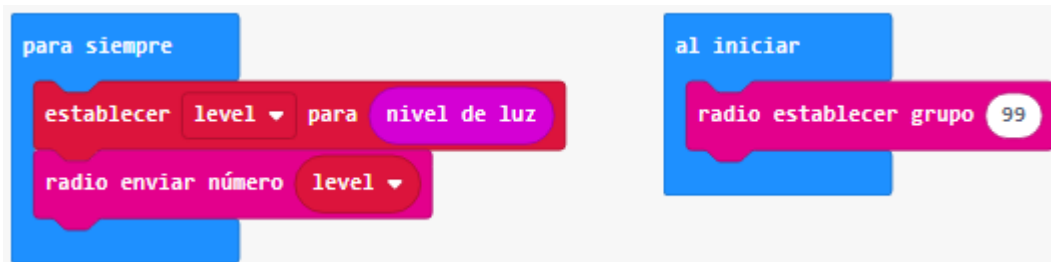 para siempre
establecer level para nivel de luz
radio enviar número level
al iniciar
radio establecer grupo 99